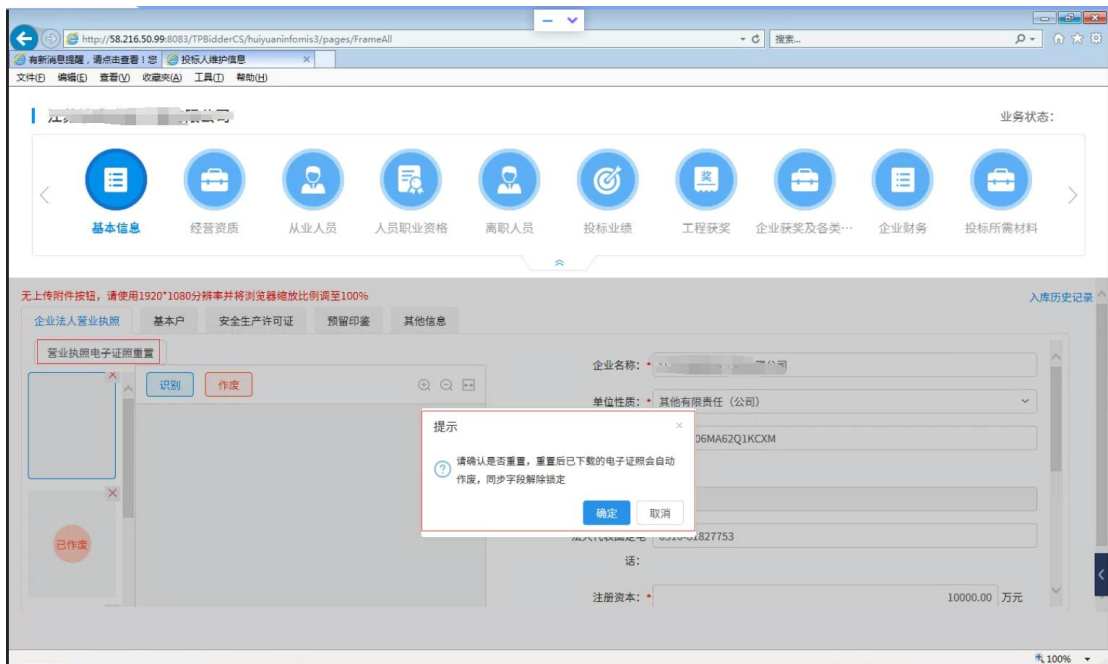 http://58.216.50.99:8083/TPBidderCS/huiyuaninfomis3/pages/FrameAll
搜索...
有新消息提醒，请点击查看！您
投标人维护信息
文件(F) 编辑(E) 查看(V) 收藏夹(A) 工具(T) 帮助(H)
业务状态：
基本信息
经营资质
从业人员
人员职业资格
离职人员
投标业绩
奖
工程获奖
企业获奖及各类…
企业财务
投标所需材料
无上传附件按钮，请使用1920*1080分辨率并将浏览器缩放比例调至100%
入库历史记录
企业法人营业执照 基本户 安全生产许可证 预留印鉴 其他信息
营业执照电子证照重置
识别 作废
已作废
企业名称：*
单位性质：* 其他有限责任（公司）
06MA62Q1KCXM
话：
注册资本：* 10000.00 万元
提示
请确认是否重置，重置后已下载的电子证照会自动
作废，同步字段解除锁定
确定 取消
100%